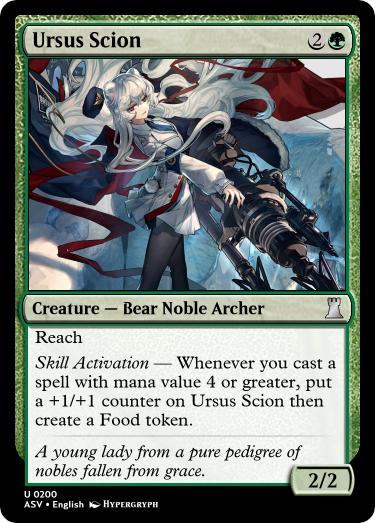 Ursus Scion 2
Creature — Bear Noble Archer
Reach
Skill Activation — Whenever you cast a
spell with mana value 4 or greater, put
a +1/+1 counter on Ursus Scion then
create a Food token.
A young lady from a pure pedigree of
nobles fallen from grace.
2/2
U 0200
ASV • English HYPERGRYPH